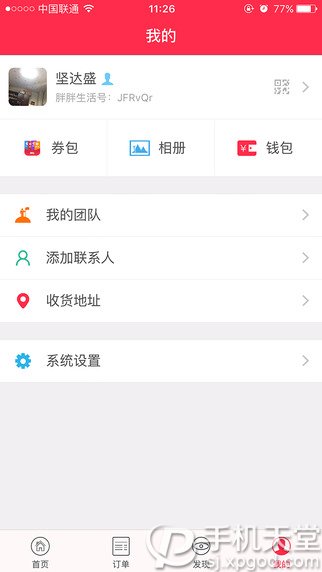 中国联通 11:26 77%
我的
坚达盛
胖胖生活号：JFRvQr
券包 相册 钱包
我的团队
添加联系人
收货地址
系统设置
首页 订单 发现 我的
手机天堂
sj.xpgod.com